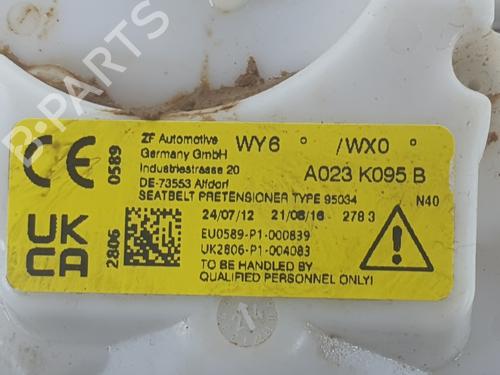 B-PARTS
CE 0589
ZF Automotive
Germany GmbH
Industriestrasse 20
DE-73553 Alfdorf
WY6 ° /WX0 °
A023 K095 B
SEATBELT PRETENSIONER TYPE 95034
N40
24/07/12 21/08/16 278 3
UK
CA 2806
EU0589-P1-000839
UK2806-P1-004083
TO BE HANDLED BY
QUALIFIED PERSONNEL ONLY!